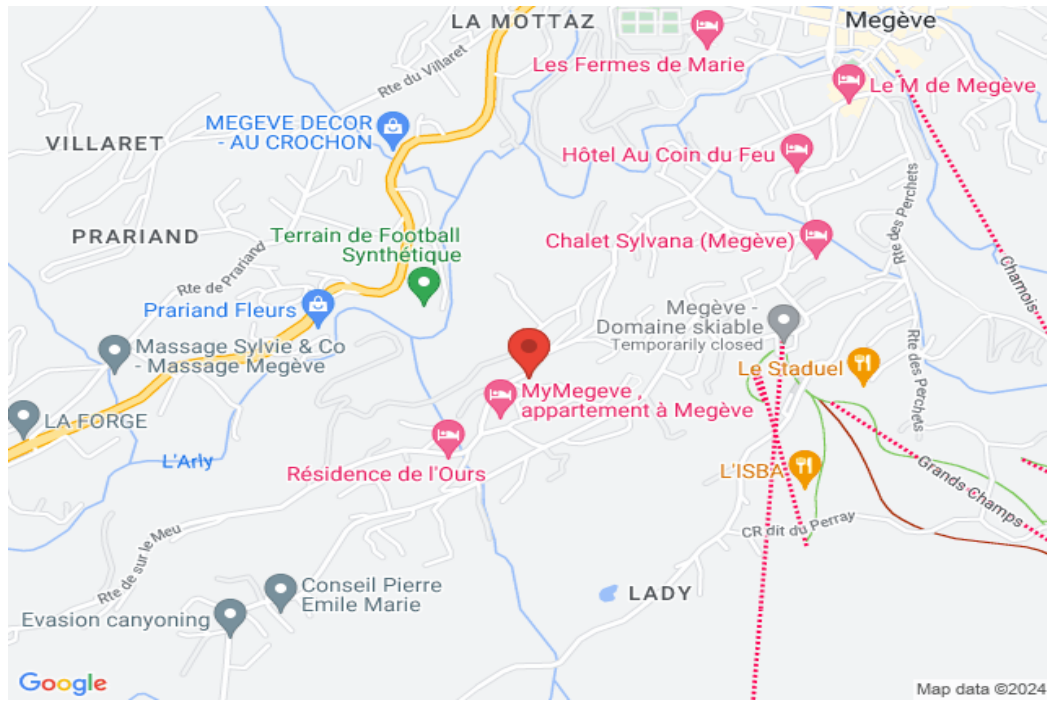 LA MOTTAZ
Megève
Les Fermes de Marie
Rte du Villaret
Le M de Megève
MEGEVE DECOR
- AU CROCHON
VILLARET
Hôtel Au Coin du Feu
Rte des Perchets
PRARIAND
Terrain de Football
Synthétique
Chalet Sylvana (Megève)
Chamois
Rte de Prariand
Prariand Fleurs
Megève -
Domaine skiable
Temporarily closed
Massage Sylvie & Co
- Massage Megève
Rte des Perchets
Le Staduel
MyMegeve ,
appartement à Megève
LA FORGE
L'Arly
Résidence de l'Ours
L'ISBA
Grands Champs
CR dit du Perray
Rte de sur le Meu
Conseil Pierre
Emile Marie
LADY
Evasion canyoning
Google
Map data ©2024